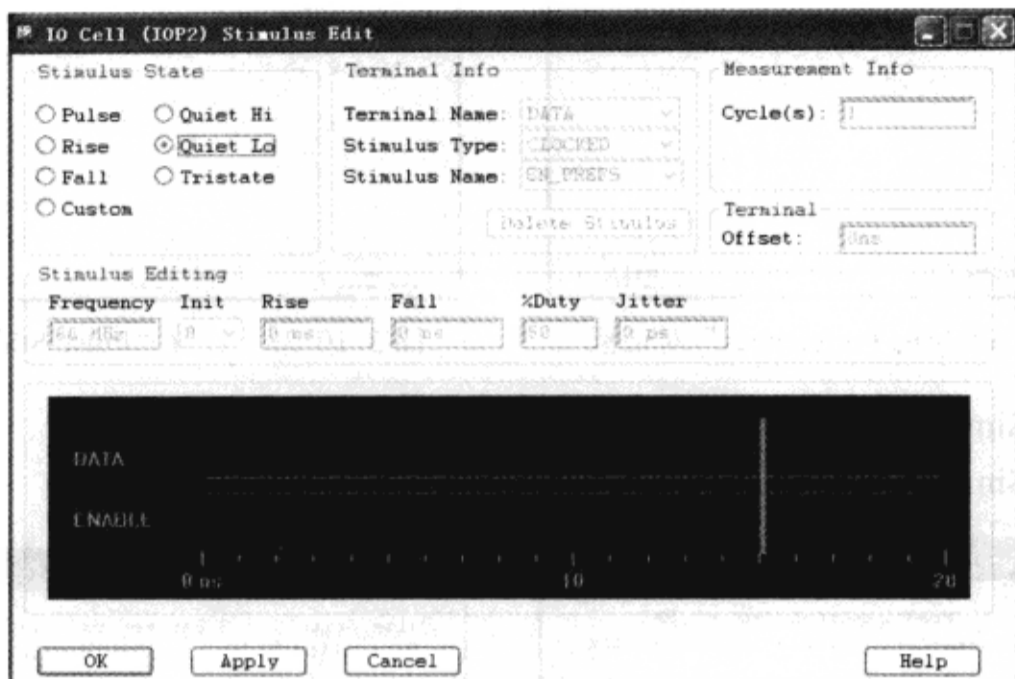 IO Cell (IOP2) Stimulus Edit
Stimulus State
Pulse
Quiet Hi
Rise
Quiet Lo
Fall
Tristate
Custom
Terminal Info
Terminal Name: DATA
Stimulus Type: CLOCKED
Stimulus Name: EN_PREFS
Delete Stimulus
Measurement Info
Cycle(s): 1
Terminal
Offset: 0ns
Stimulus Editing
Frequency Init Rise Fall %Duty Jitter
0 ns 0 ns 50 0 ps
DATA
ENABLE
0 ns 10 20
OK Apply Cancel Help